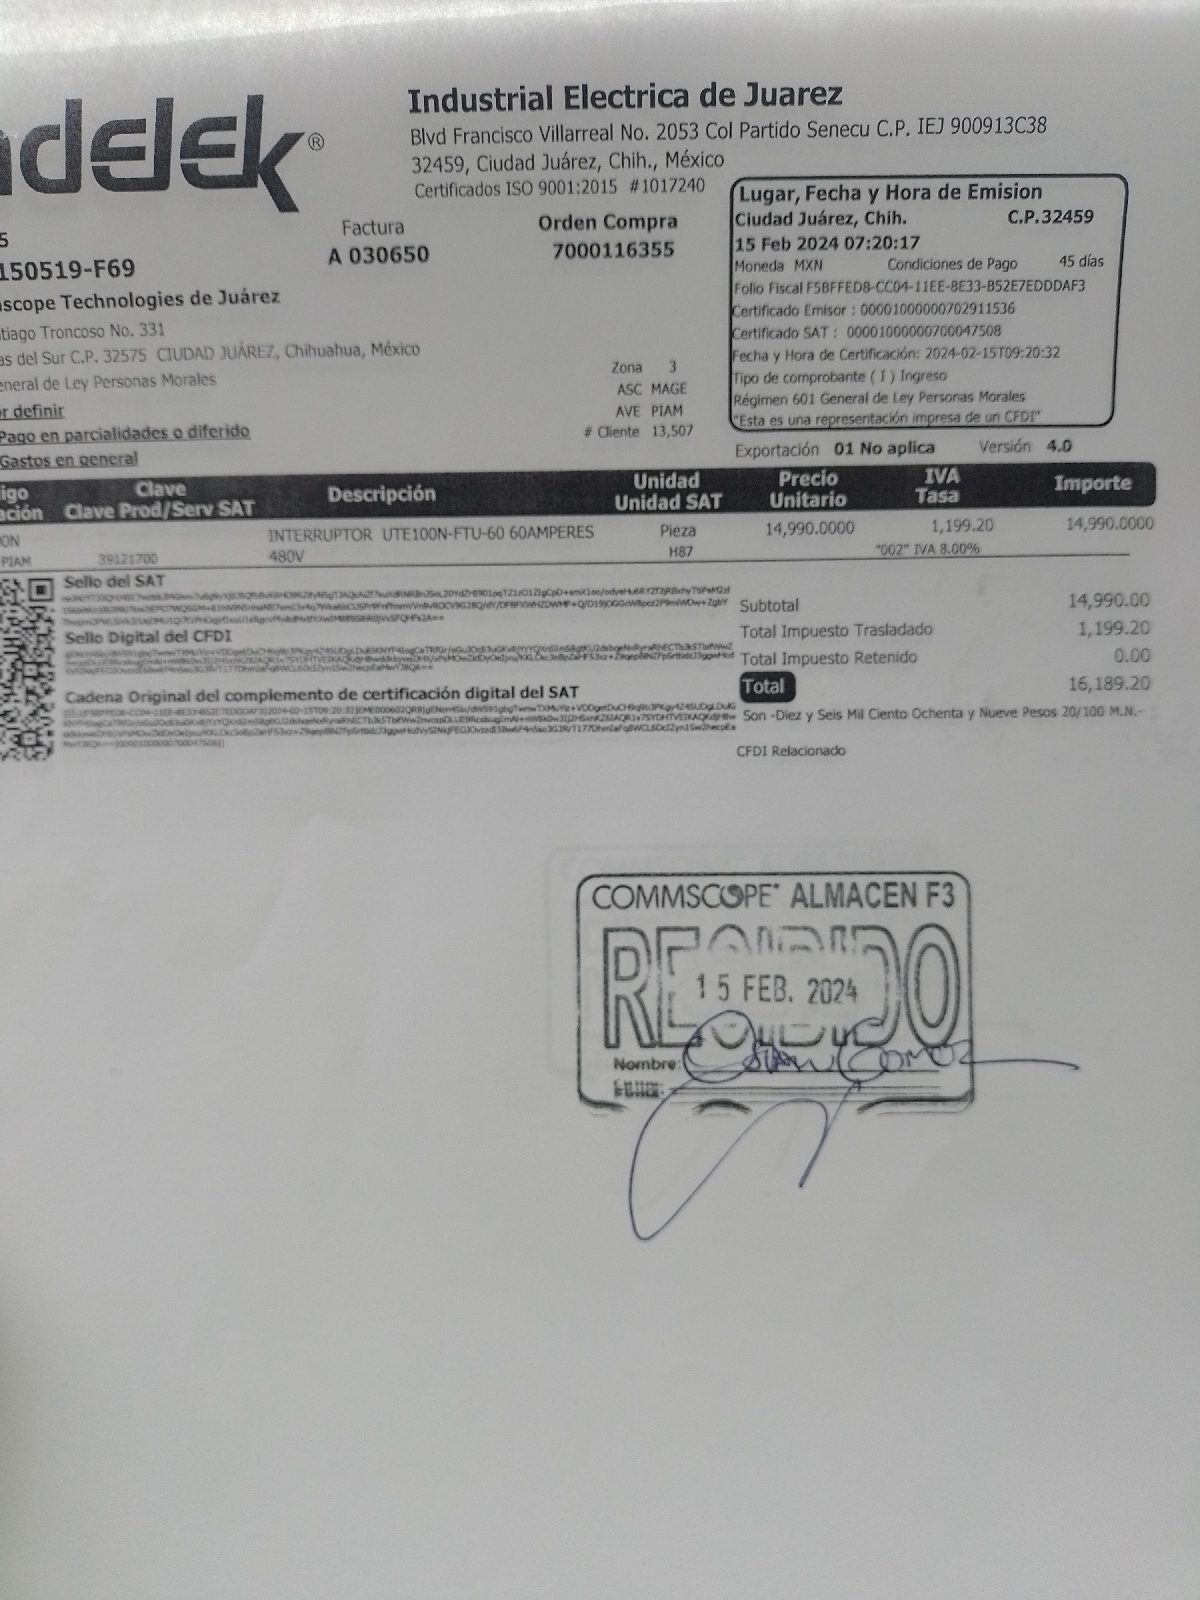 ndelek®
Industrial Electrica de Juarez
Blvd Francisco Villarreal No. 2053 Col Partido Senecu C.P. IEJ 900913C38
32459, Ciudad Juárez, Chih., México
Certificados ISO 9001:2015 #1017240
Factura
A 030650
Orden Compra
7000116355
Lugar, Fecha y Hora de Emision
Ciudad Juárez, Chih. C.P.32459
15 Feb 2024 07:20:17
Moneda MXN Condiciones de Pago 45 días
Folio Fiscal F5BFFED8-CC04-11EE-8E33-B52E7EDDDAF3
Certificado Emisor : 00001000000702911536
Certificado SAT : 00001000000700047508
Fecha y Hora de Certificación: 2024-02-15T09:20:32
Tipo de comprobante ( I ) Ingreso
Régimen 601 General de Ley Personas Morales
"Esta es una representación impresa de un CFDI"
Exportación 01 No aplica Versión 4.0
5
150519-F69
nscope Technologies de Juárez
tiago Troncoso No. 331
as del Sur C.P. 32575 CIUDAD JUÁREZ, Chihuahua, México
eneral de Ley Personas Morales
or definir
Pago en parcialidades o diferido
Gastos en general
Zona 3
ASC MAGE
AVE PIAM
# Cliente 13,507
igo Clave Descripción Unidad Precio IVA Importe
ación Clave Prod/Serv SAT Unidad SAT Unitario Tasa
ON INTERRUPTOR UTE100N-FTU-60 60AMPERES Pieza 14,990.0000 1,199.20 14,990.0000
PIAM 39121700 480V H87 "002" IVA 8.00%
Sello del SAT
Sello Digital del CFDI
Cadena Original del complemento de certificación digital del SAT
Subtotal 14,990.00
Total Impuesto Trasladado 1,199.20
Total Impuesto Retenido 0.00
Total 16,189.20
Son -Diez y Seis Mil Ciento Ochenta y Nueve Pesos 20/100 M.N.-
CFDI Relacionado
COMMSCOPE® ALMACEN F3
RECIBIDO
15 FEB. 2024
Nombre: